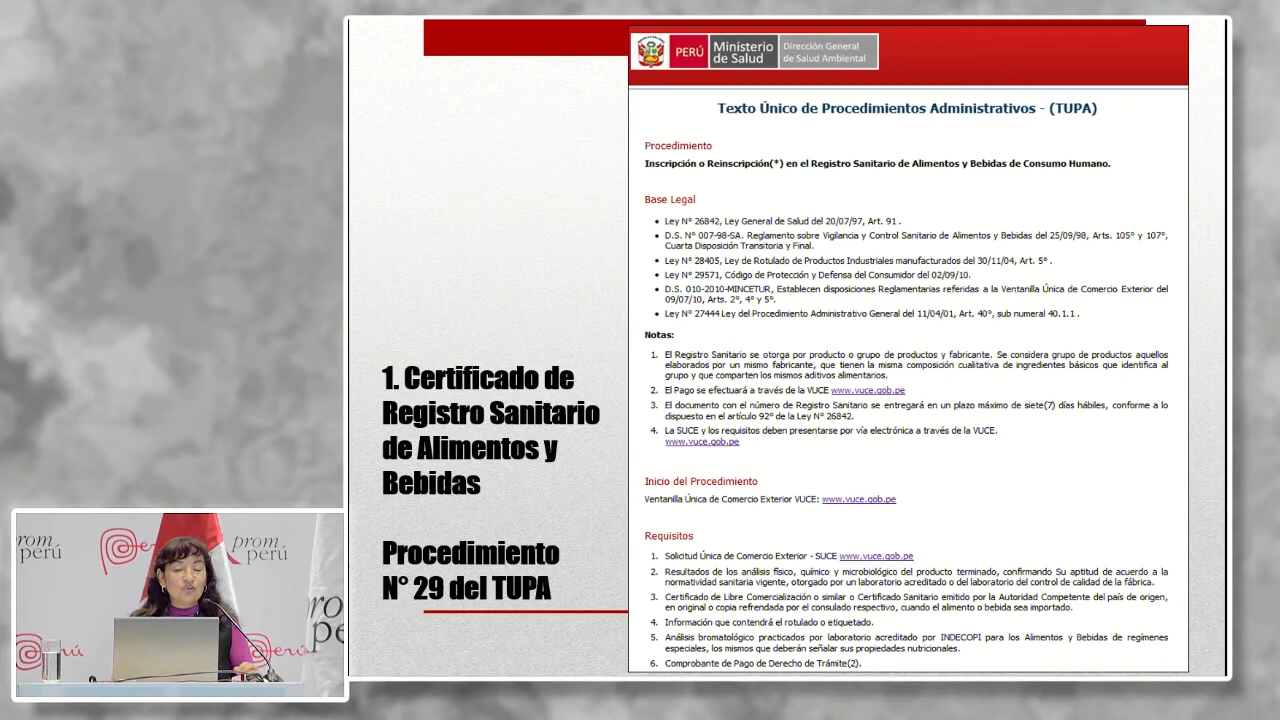 PERÚ
Ministerio
de Salud
Dirección General
de Salud Ambiental
Texto Único de Procedimientos Administrativos - (TUPA)
Procedimiento
Inscripción o Reinscripción(*) en el Registro Sanitario de Alimentos y Bebidas de Consumo Humano.
Base Legal
• Ley N° 26842, Ley General de Salud del 20/07/97, Art. 91 .
• D.S. N° 007-98-SA. Reglamento sobre Vigilancia y Control Sanitario de Alimentos y Bebidas del 25/09/98, Arts. 105° y 107°,
Cuarta Disposición Transitoria y Final.
• Ley N° 28405, Ley de Rotulado de Productos Industriales manufacturados del 30/11/04, Art. 5° .
• Ley N° 29571, Código de Protección y Defensa del Consumidor del 02/09/10.
• D.S. 010-2010-MINCETUR, Establecen disposiciones Reglamentarias referidas a la Ventanilla Única de Comercio Exterior del
09/07/10, Arts. 2°, 4° y 5°.
• Ley N° 27444 Ley del Procedimiento Administrativo General del 11/04/01, Art. 40°, sub numeral 40.1.1 .
Notas:
1. El Registro Sanitario se otorga por producto o grupo de productos y fabricante. Se considera grupo de productos aquellos
elaborados por un mismo fabricante, que tienen la misma composición cualitativa de ingredientes básicos que identifica al
grupo y que comparten los mismos aditivos alimentarios.
2. El Pago se efectuará a través de la VUCE www.vuce.gob.pe
3. El documento con el número de Registro Sanitario se entregará en un plazo máximo de siete(7) días hábiles, conforme a lo
dispuesto en el artículo 92° de la Ley N° 26842.
4. La SUCE y los requisitos deben presentarse por vía electrónica a través de la VUCE.
www.vuce.gob.pe
Inicio del Procedimiento
Ventanilla Única de Comercio Exterior VUCE: www.vuce.gob.pe
Requisitos
1. Solicitud Única de Comercio Exterior - SUCE www.vuce.gob.pe
2. Resultados de los análisis físico, químico y microbiológico del producto terminado, confirmando Su aptitud de acuerdo a la
normatividad sanitaria vigente, otorgado por un laboratorio acreditado o del laboratorio del control de calidad de la fábrica.
3. Certificado de Libre Comercialización o similar o Certificado Sanitario emitido por la Autoridad Competente del país de origen,
en original o copia refrendada por el consulado respectivo, cuando el alimento o bebida sea importado.
4. Información que contendrá el rotulado o etiquetado.
5. Análisis bromatológico practicados por laboratorio acreditado por INDECOPI para los Alimentos y Bebidas de regímenes
especiales, los mismos que deberán señalar sus propiedades nutricionales.
6. Comprobante de Pago de Derecho de Trámite(2).
1. Certificado de
Registro Sanitario
de Alimentos y
Bebidas
Procedimiento
N° 29 del TUPA
prom
perú